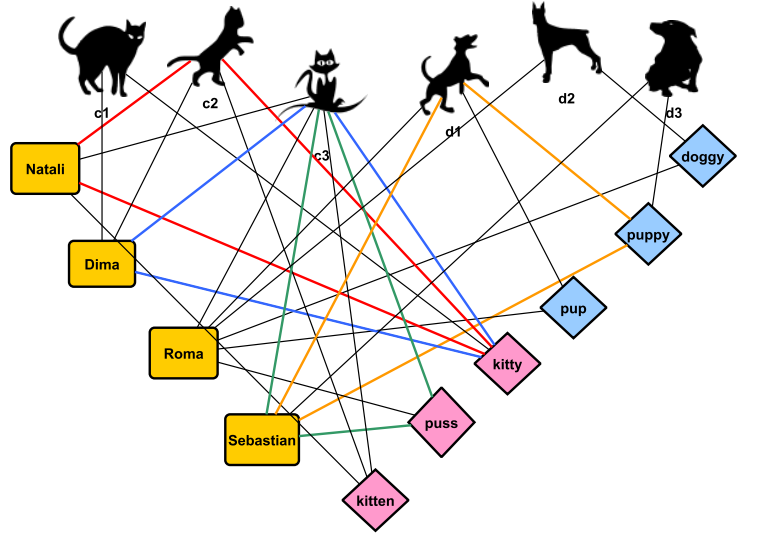 c1
c2
c3
d1
d2
d3
Natali
doggy
puppy
Dima
pup
Roma
kitty
puss
Sebastian
kitten